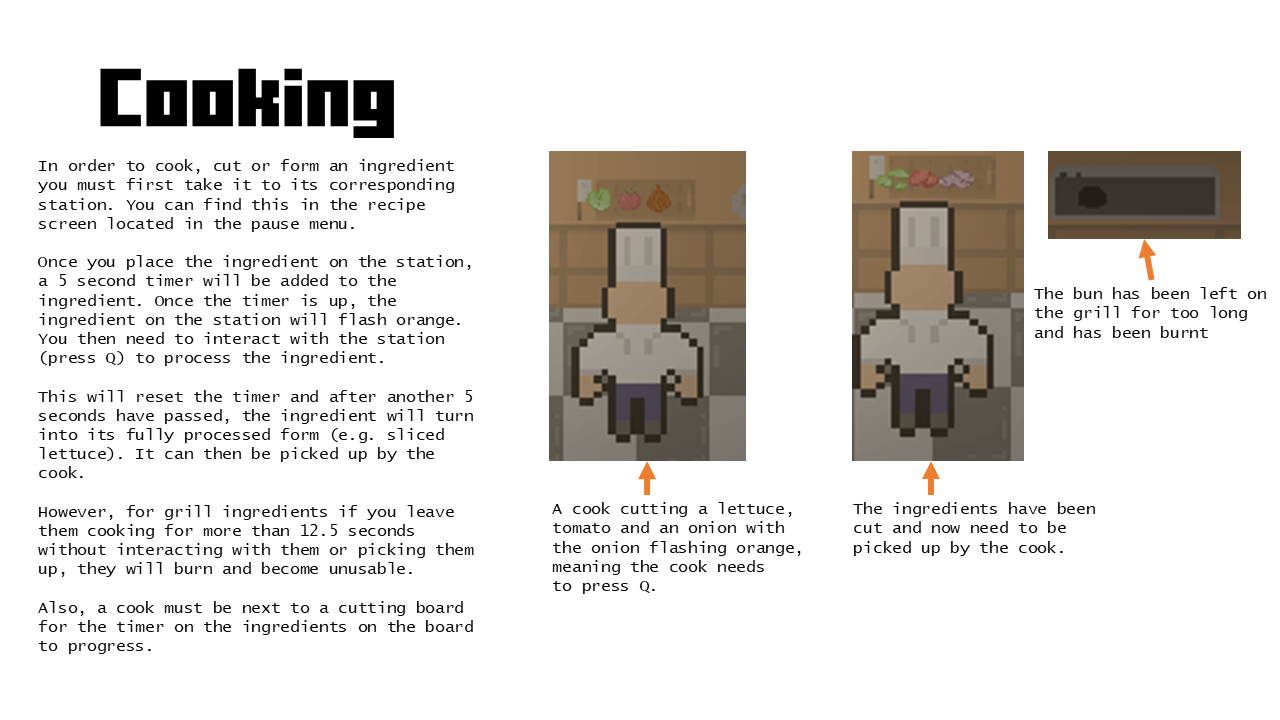 Cooking
In order to cook, cut or form an ingredient
you must first take it to its corresponding
station. You can find this in the recipe
screen located in the pause menu.
Once you place the ingredient on the station,
a 5 second timer will be added to the
ingredient. Once the timer is up, the
ingredient on the station will flash orange.
You then need to interact with the station
(press Q) to process the ingredient.
This will reset the timer and after another 5
seconds have passed, the ingredient will turn
into its fully processed form (e.g. sliced
lettuce). It can then be picked up by the
cook.
However, for grill ingredients if you leave
them cooking for more than 12.5 seconds
without interacting with them or picking them
up, they will burn and become unusable.
Also, a cook must be next to a cutting board
for the timer on the ingredients on the board
to progress.
A cook cutting a lettuce,
tomato and an onion with
the onion flashing orange,
meaning the cook needs
to press Q.
The ingredients have been
cut and now need to be
picked up by the cook.
The bun has been left on
the grill for too long
and has been burnt